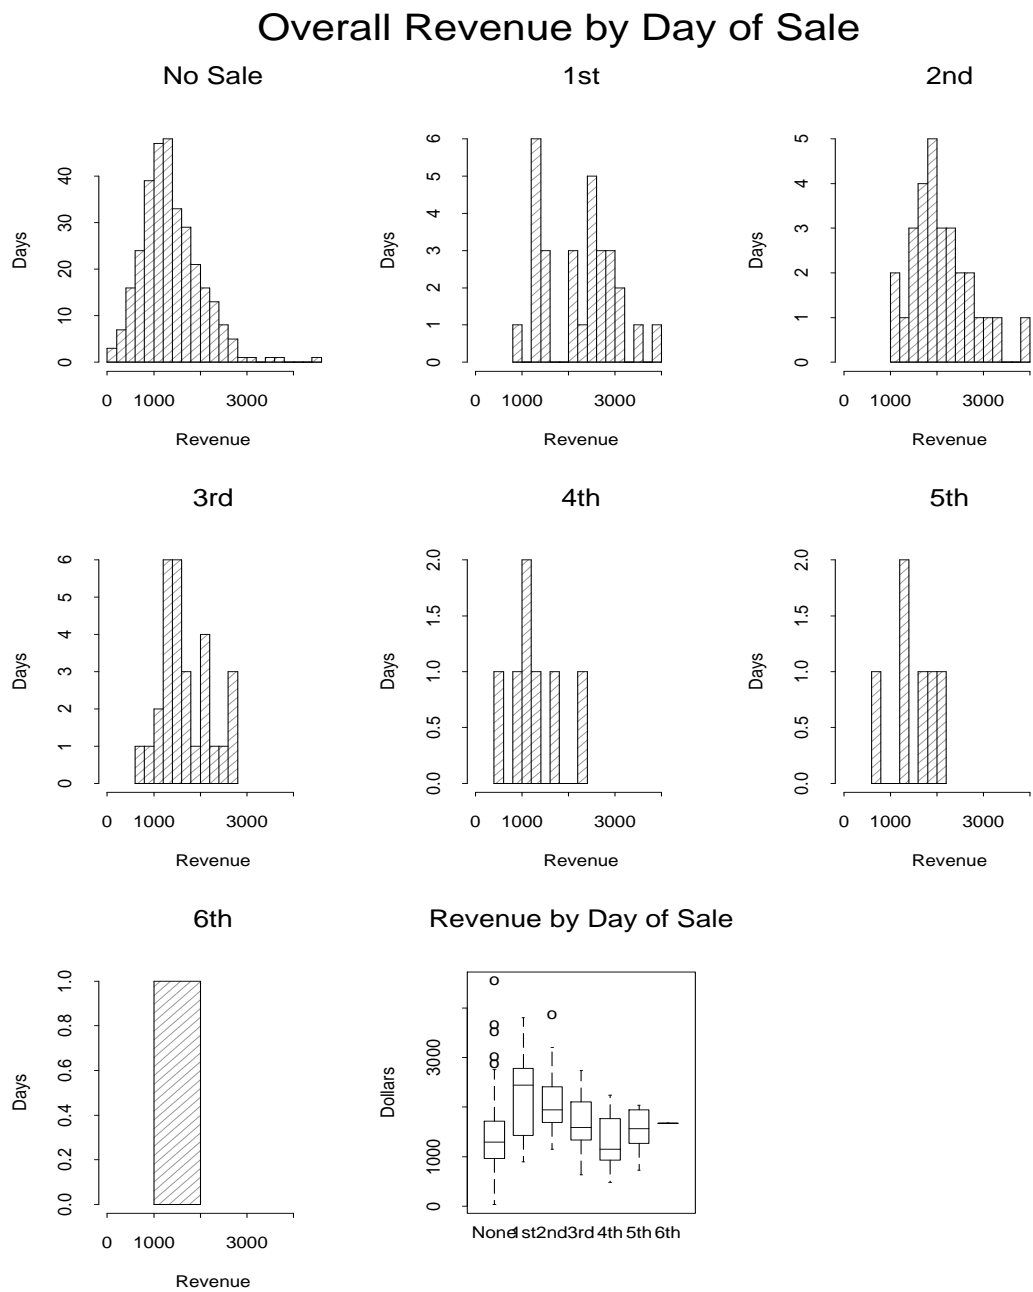 Overall Revenue by Day of Sale
No Sale
0 10 20 30 40
Days
0 1000 3000
Revenue
1st
0 1 2 3 4 5 6
Days
0 1000 3000
Revenue
2nd
0 1 2 3 4 5
Days
0 1000 3000
Revenue
3rd
0 1 2 3 4 5 6
Days
0 1000 3000
Revenue
4th
0.0 0.5 1.0 1.5 2.0
Days
0 1000 3000
Revenue
5th
0.0 0.5 1.0 1.5 2.0
Days
0 1000 3000
Revenue
6th
0.0 0.2 0.4 0.6 0.8 1.0
Days
0 1000 3000
Revenue
Revenue by Day of Sale
0 1000 3000
Dollars
None 1st 2nd 3rd 4th 5th 6th